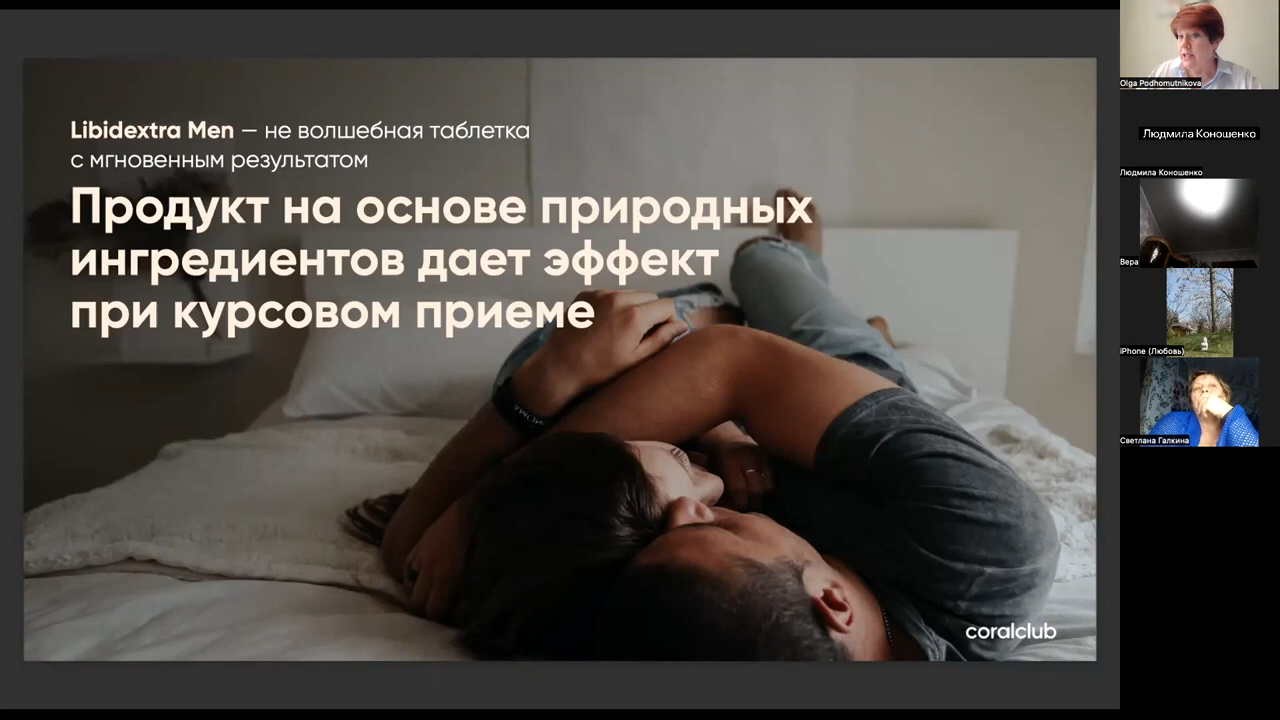 Libidextra Men — не волшебная таблетка
с мгновенным результатом
Продукт на основе природных
ингредиентов дает эффект
при курсовом приеме
coralclub
Olga Podhomutnikova
Людмила Коношенко
Людмила Коношенко
Вера
iPhone (Любовь)
Светлана Галкина